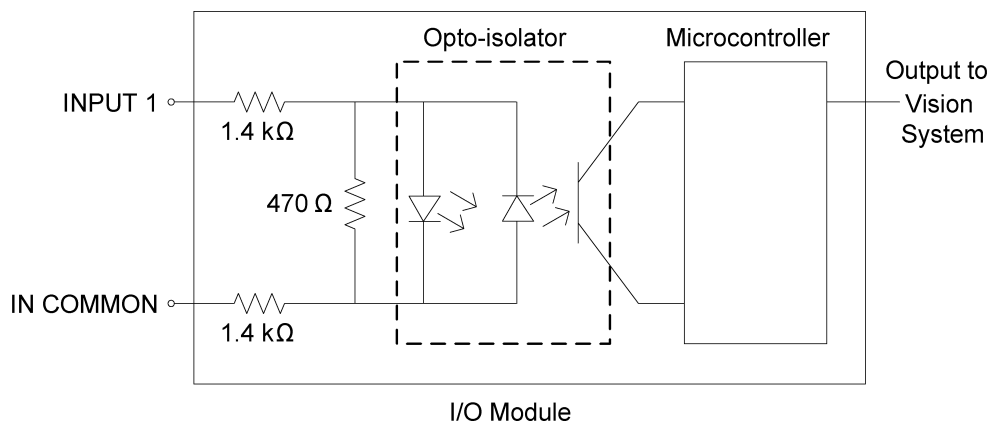 Opto-isolator
Microcontroller
Output to
Vision
System
INPUT 1
1.4 kΩ
470 Ω
IN COMMON
1.4 kΩ
I/O Module